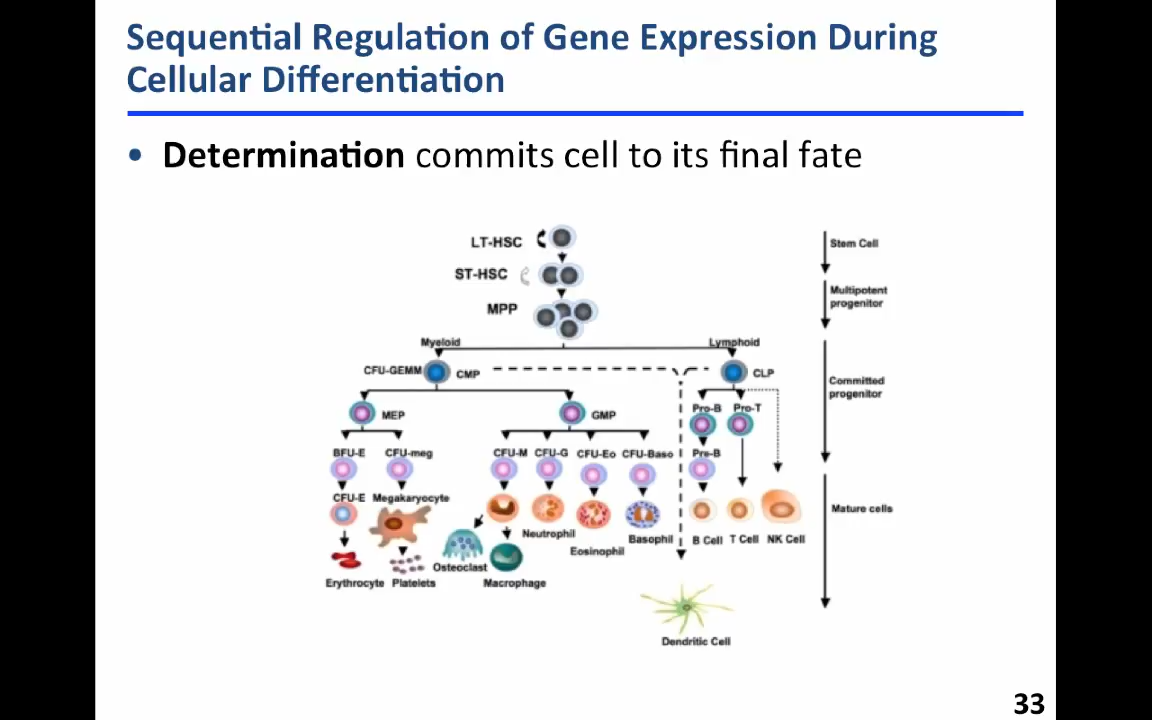 Sequential Regulation of Gene Expression During
Cellular Differentiation
• Determination commits cell to its final fate
LT-HSC
Stem Cell
ST-HSC
Multipotent
progenitor
MPP
Myeloid
Lymphoid
CFU-GEMM
CMP
CLP
Committed
progenitor
MEP
GMP
Pro-B
Pro-T
BFU-E
CFU-meg
CFU-M
CFU-G
CFU-Eo
CFU-Baso
Pre-B
CFU-E
Megakaryocyte
Mature cells
Neutrophil
Basophil
B Cell
T Cell
NK Cell
Eosinophil
Osteoclast
Erythrocyte
Platelets
Macrophage
Dendritic Cell
33